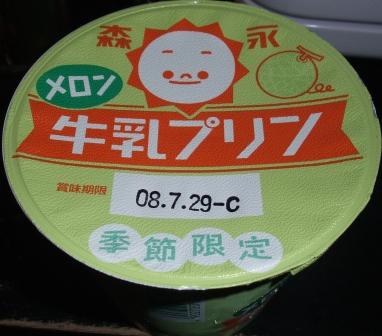 森永
メロン
牛乳プリン
賞味期限
08.7.29-C
季節限定